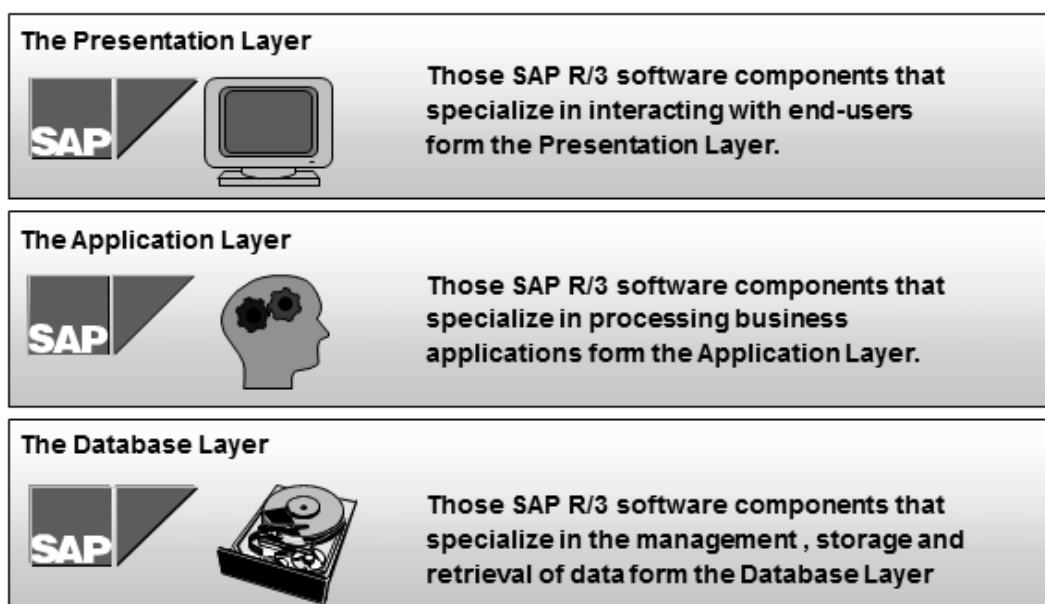 The Presentation Layer
SAP
Those SAP R/3 software components that
specialize in interacting with end-users
form the Presentation Layer.
The Application Layer
SAP
Those SAP R/3 software components that
specialize in processing business
applications form the Application Layer.
The Database Layer
SAP
Those SAP R/3 software components that
specialize in the management , storage and
retrieval of data form the Database Layer